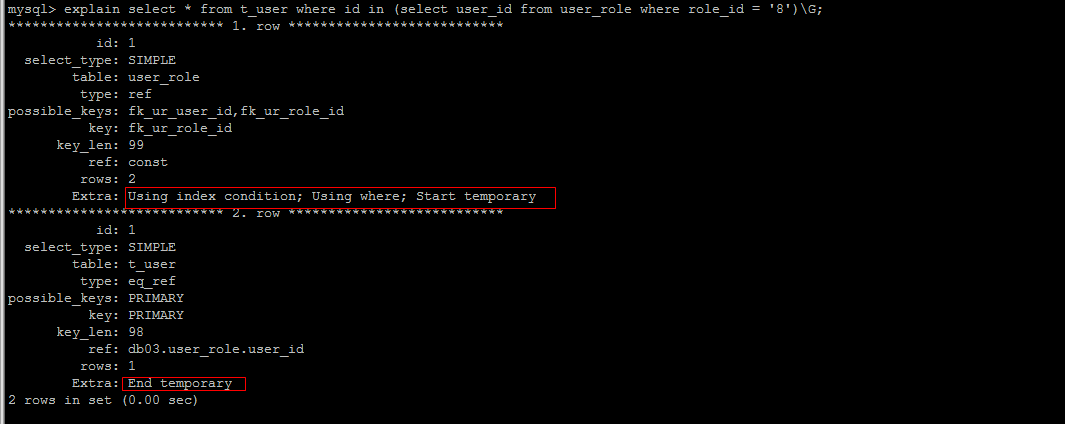 mysql> explain select * from t_user where id in (select user_id from user_role where role_id = '8')\G;
*************************** 1. row ***************************
id: 1
select_type: SIMPLE
table: user_role
type: ref
possible_keys: fk_ur_user_id,fk_ur_role_id
key: fk_ur_role_id
key_len: 99
ref: const
rows: 2
Extra: Using index condition; Using where; Start temporary
*************************** 2. row ***************************
id: 1
select_type: SIMPLE
table: t_user
type: eq_ref
possible_keys: PRIMARY
key: PRIMARY
key_len: 98
ref: db03.user_role.user_id
rows: 1
Extra: End temporary
2 rows in set (0.00 sec)